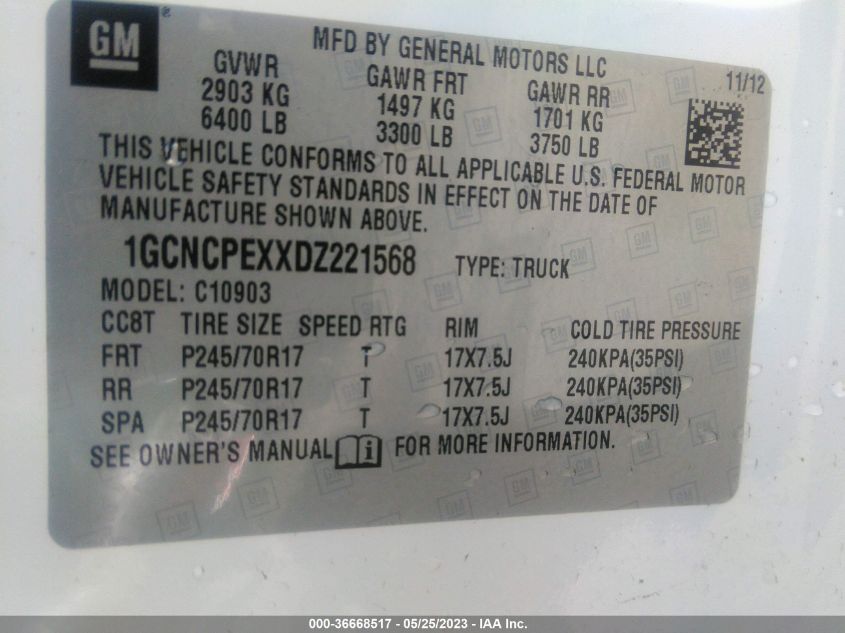 GM ®
MFD BY GENERAL MOTORS LLC
11/12
GVWR GAWR FRT GAWR RR
2903 KG 1497 KG 1701 KG
6400 LB 3300 LB 3750 LB
THIS VEHICLE CONFORMS TO ALL APPLICABLE U.S. FEDERAL MOTOR
VEHICLE SAFETY STANDARDS IN EFFECT ON THE DATE OF
MANUFACTURE SHOWN ABOVE.
1GCNCPEXXDZ221568 TYPE: TRUCK
MODEL: C10903
CC8T TIRE SIZE SPEED RTG RIM COLD TIRE PRESSURE
FRT P245/70R17 T 17X7.5J 240KPA(35PSI)
RR P245/70R17 T 17X7.5J 240KPA(35PSI)
SPA P245/70R17 T 17X7.5J 240KPA(35PSI)
SEE OWNER'S MANUAL i FOR MORE INFORMATION.
000-36668517 - 05/25/2023 - IAA Inc.